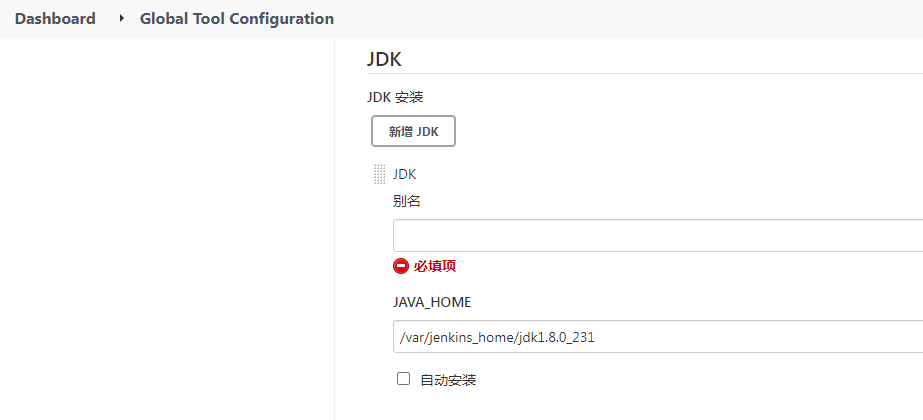 Dashboard Global Tool Configuration
JDK
JDK 安装
新增 JDK
JDK
别名
必填项
JAVA_HOME
/var/jenkins_home/jdk1.8.0_231
自动安装